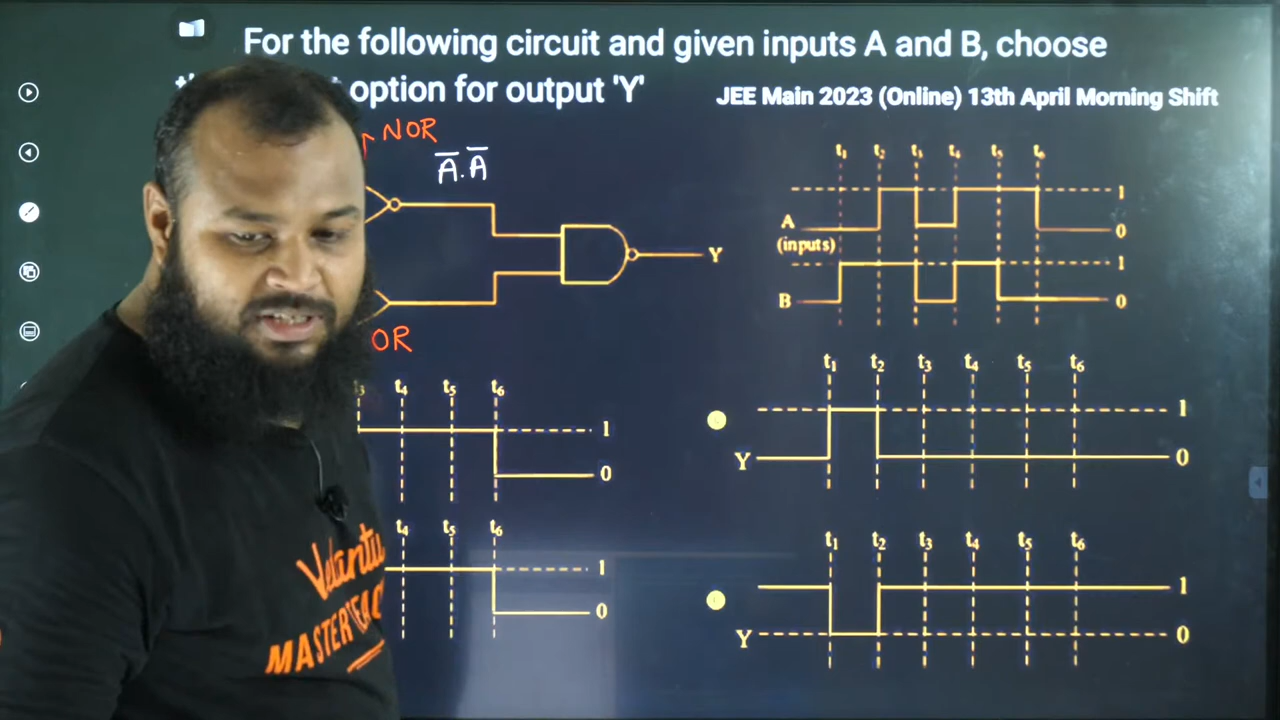 For the following circuit and given inputs A and B, choose
option for output 'Y'
JEE Main 2023 (Online) 13th April Morning Shift
NOR
A̅.A̅
Y
OR
t₁ t₂ t₃ t₄ t₅ t₆
1
A
0
(inputs)
1
B
0
t₃ t₄ t₅ t₆
1
0
t₁ t₂ t₃ t₄ t₅ t₆
1
Y
0
t₄ t₆
1
0
t₁ t₂ t₃ t₄ t₅ t₆
1
Y
0
Vedantu
MASTERTEAC